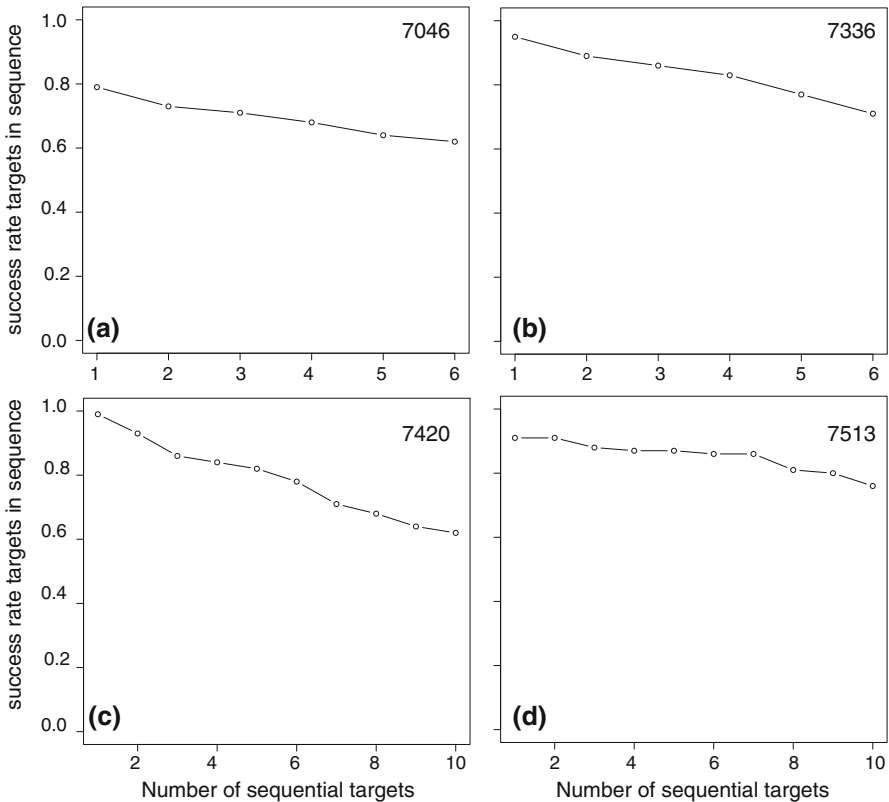 success rate targets in sequence
1.0
0.8
0.6
0.4
0.2
0.0
7046
(a)
1 2 3 4 5 6
7336
(b)
1 2 3 4 5 6
success rate targets in sequence
1.0
0.8
0.6
0.4
0.2
0.0
7420
(c)
2 4 6 8 10
Number of sequential targets
7513
(d)
2 4 6 8 10
Number of sequential targets